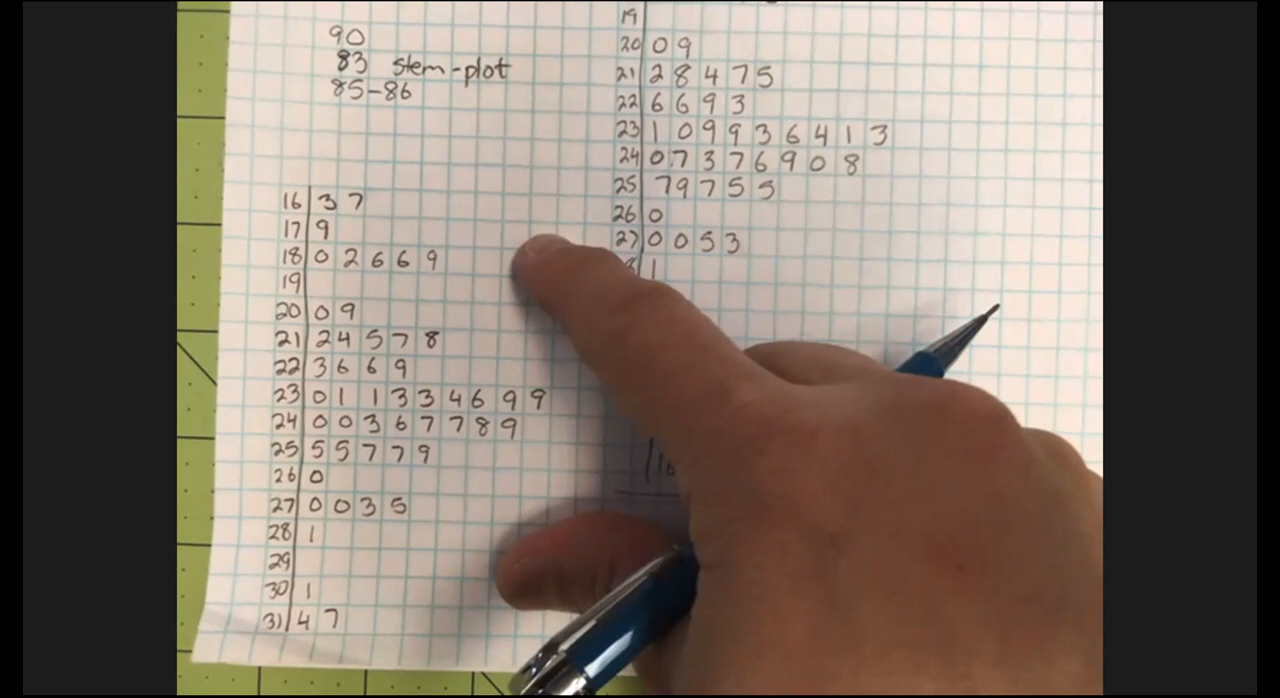 90
83 stem-plot
85-86
16|3 7
17|9
18|0 2 6 6 9
19|
20|0 9
21|2 4 5 7 8
22|3 6 6 9
23|0 1 1 3 3 4 6 9 9
24|0 0 3 6 7 7 8 9
25|5 5 7 7 9
26|0
27|0 0 3 5
28|1
29|
30|1
31|4 7
19|
20|0 9
21|2 8 4 7 5
22|6 6 9 3
23|1 0 9 9 3 6 4 1 3
24|0 7 3 7 6 9 0 8
25|7 9 7 5 5
26|0
27|0 0 5 3
8|1